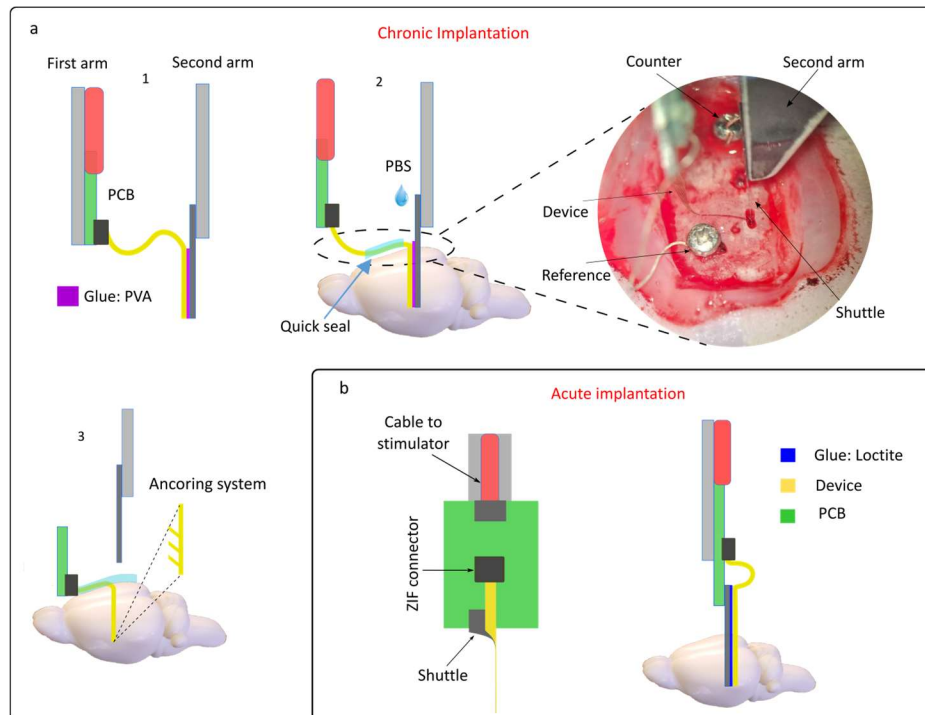 a
Chronic Implantation
First arm
Second arm
1
PCB
Glue: PVA
2
PBS
Quick seal
Counter
Second arm
Device
Reference
Shuttle
3
Ancoring system
b
Acute implantation
Cable to
stimulator
ZIF connector
Shuttle
Glue: Loctite
Device
PCB